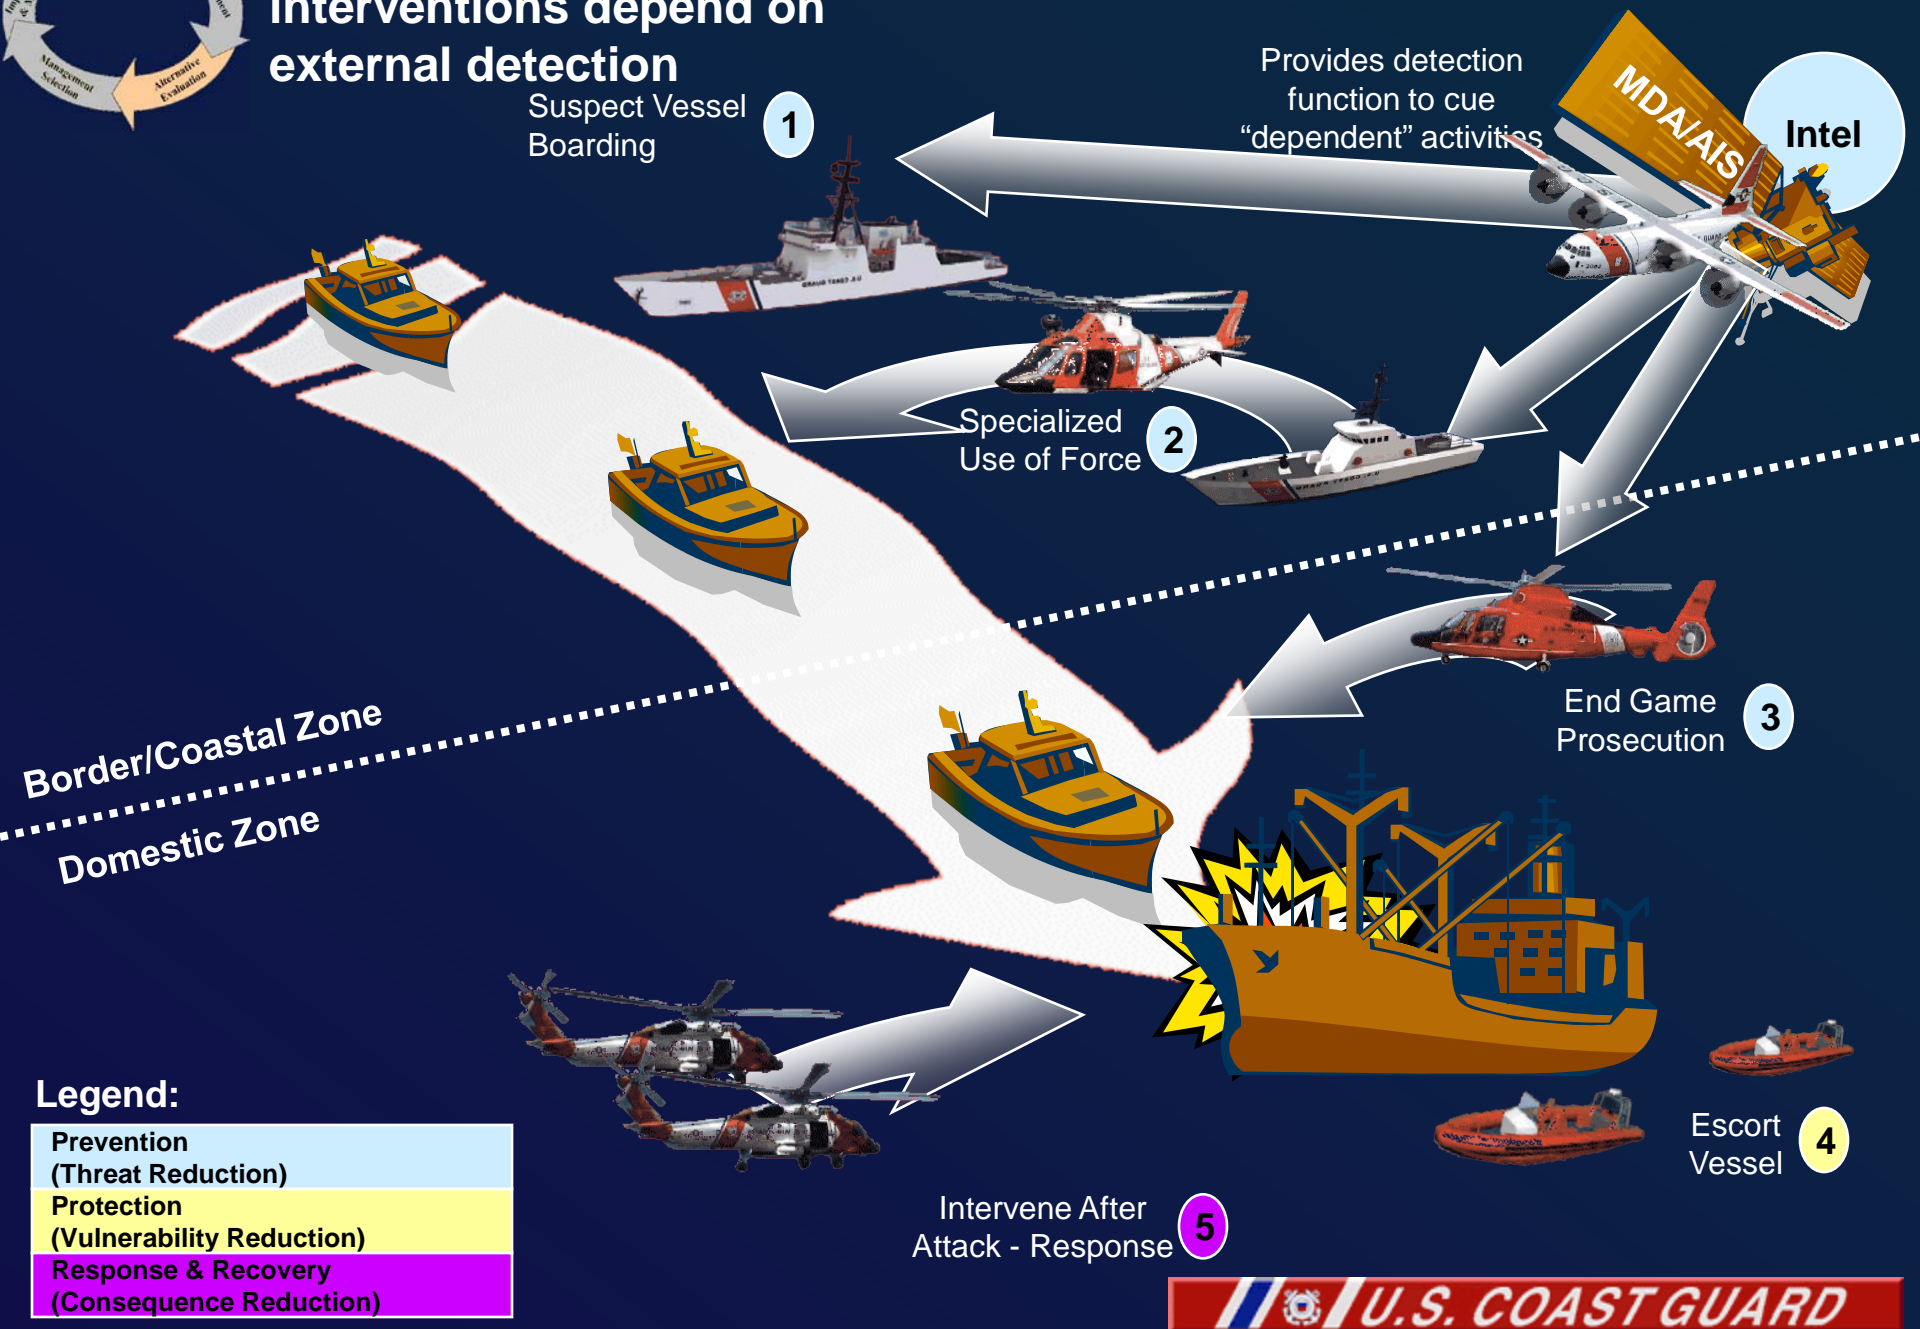 interventions depend on
external detection
Management
Selection
Alternative
Evaluation
Suspect Vessel
Boarding
1
Provides detection
function to cue
“dependent” activities
MDA/AIS
Intel
Specialized
Use of Force
2
End Game
Prosecution
3
Border/Coastal Zone
Domestic Zone
Escort
Vessel
4
Intervene After
Attack - Response
5
Legend:
Prevention
(Threat Reduction)
Protection
(Vulnerability Reduction)
Response & Recovery
(Consequence Reduction)
U.S. COAST GUARD